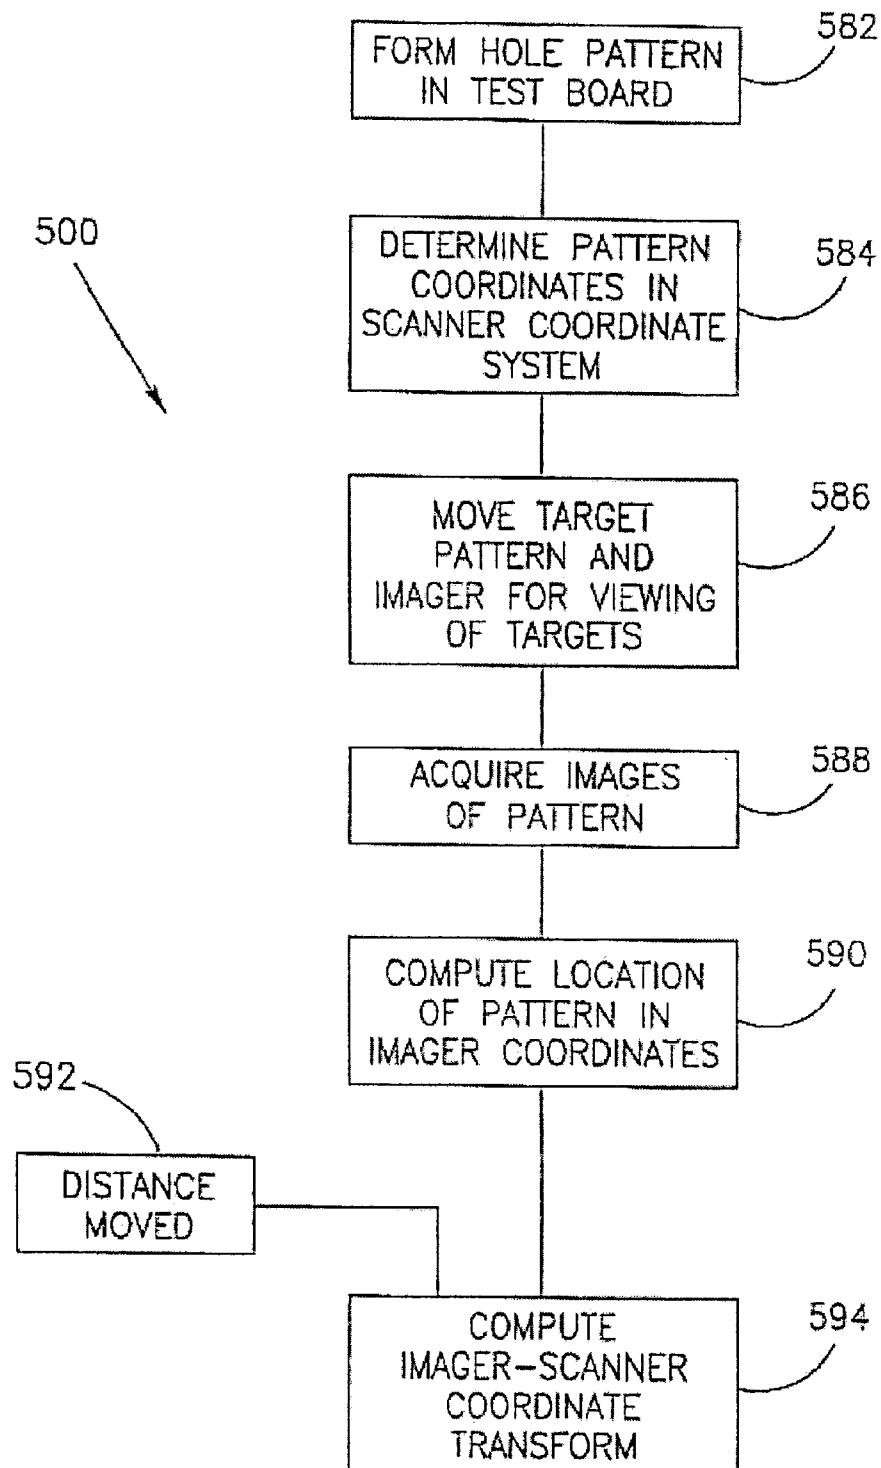 582
FORM HOLE PATTERN
IN TEST BOARD
500
584
DETERMINE PATTERN
COORDINATES IN
SCANNER COORDINATE
SYSTEM
586
MOVE TARGET
PATTERN AND
IMAGER FOR VIEWING
OF TARGETS
588
ACQUIRE IMAGES
OF PATTERN
590
COMPUTE LOCATION
OF PATTERN IN
IMAGER COORDINATES
592
DISTANCE
MOVED
594
COMPUTE
IMAGER-SCANNER
COORDINATE
TRANSFORM